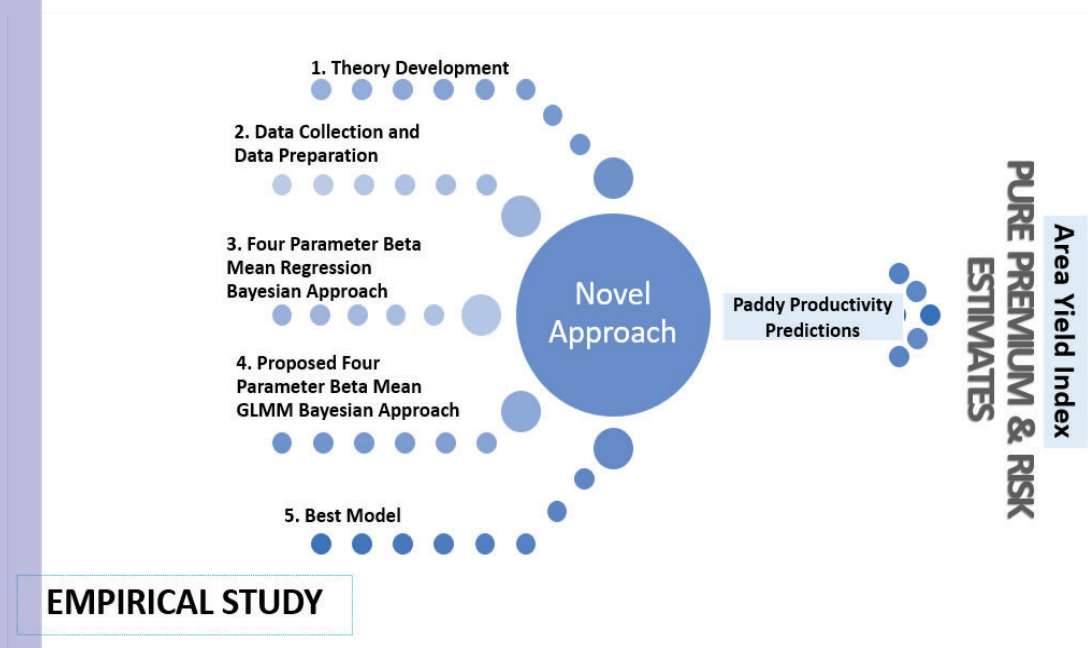 1. Theory Development
2. Data Collection and
Data Preparation
3. Four Parameter Beta
Mean Regression
Bayesian Approach
4. Proposed Four
Parameter Beta Mean
GLMM Bayesian Approach
5. Best Model
Novel
Approach
Paddy Productivity
Predictions
Area Yield Index
PURE PREMIUM & RISK
ESTIMATES
EMPIRICAL STUDY